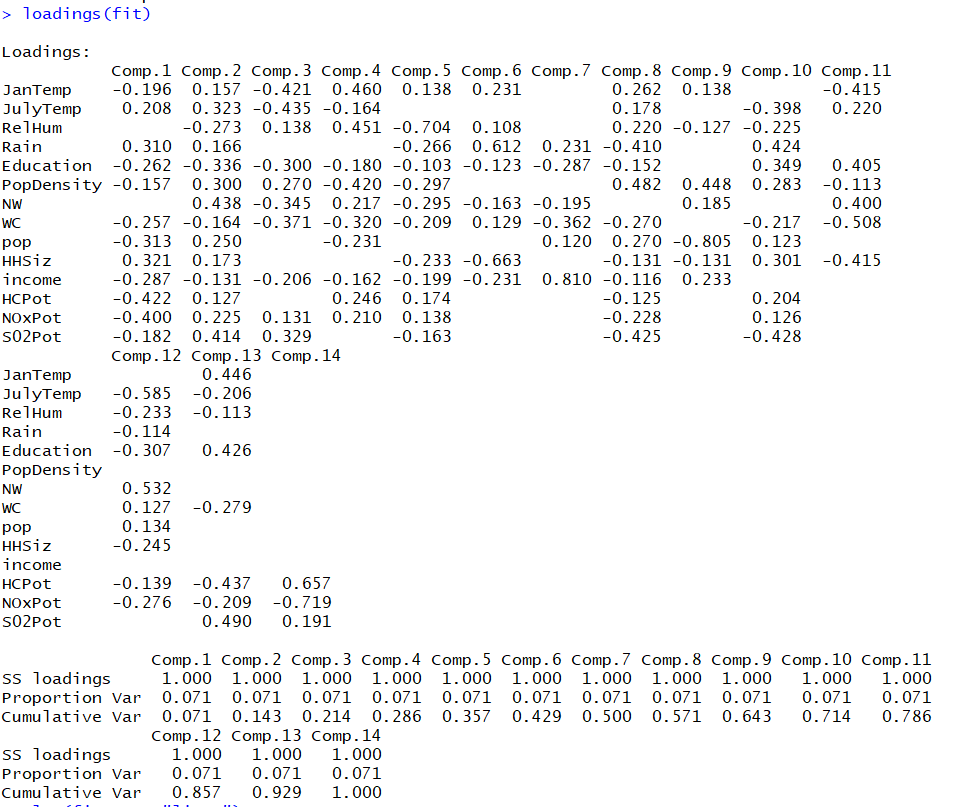 > loadings(fit)
Loadings:
Comp.1 Comp.2 Comp.3 Comp.4 Comp.5 Comp.6 Comp.7 Comp.8 Comp.9 Comp.10 Comp.11
JanTemp    -0.196  0.157 -0.421  0.460  0.138  0.231         0.262  0.138         -0.415
JulyTemp    0.208  0.323 -0.435 -0.164                       0.178        -0.398   0.220
RelHum            -0.273  0.138  0.451 -0.704  0.108         0.220 -0.127 -0.225
Rain        0.310  0.166               -0.266  0.612  0.231 -0.410         0.424
Education  -0.262 -0.336 -0.300 -0.180 -0.103 -0.123 -0.287 -0.152         0.349   0.405
PopDensity -0.157  0.300  0.270 -0.420 -0.297                0.482  0.448  0.283  -0.113
NW                 0.438 -0.345  0.217 -0.295 -0.163 -0.195         0.185          0.400
WC         -0.257 -0.164 -0.371 -0.320 -0.209  0.129 -0.362 -0.270        -0.217  -0.508
pop        -0.313  0.250        -0.231                0.120  0.270 -0.805  0.123
HHSiz       0.321  0.173               -0.233 -0.663        -0.131 -0.131  0.301  -0.415
income     -0.287 -0.131 -0.206 -0.162 -0.199 -0.231  0.810 -0.116  0.233
HCPot      -0.422  0.127         0.246  0.174               -0.125         0.204
NOxPot     -0.400  0.225  0.131  0.210  0.138               -0.228         0.126
SO2Pot     -0.182  0.414  0.329        -0.163               -0.425        -0.428
Comp.12 Comp.13 Comp.14
JanTemp             0.446
JulyTemp   -0.585  -0.206
RelHum     -0.233  -0.113
Rain       -0.114
Education  -0.307   0.426
PopDensity
NW          0.532
WC          0.127  -0.279
pop         0.134
HHSiz      -0.245
income
HCPot      -0.139  -0.437   0.657
NOxPot     -0.276  -0.209  -0.719
SO2Pot              0.490   0.191
Comp.1 Comp.2 Comp.3 Comp.4 Comp.5 Comp.6 Comp.7 Comp.8 Comp.9 Comp.10 Comp.11
SS loadings     1.000  1.000  1.000  1.000  1.000  1.000  1.000  1.000  1.000   1.000   1.000
Proportion Var  0.071  0.071  0.071  0.071  0.071  0.071  0.071  0.071  0.071   0.071   0.071
Cumulative Var  0.071  0.143  0.214  0.286  0.357  0.429  0.500  0.571  0.643   0.714   0.786
Comp.12 Comp.13 Comp.14
SS loadings      1.000   1.000   1.000
Proportion Var   0.071   0.071   0.071
Cumulative Var   0.857   0.929   1.000